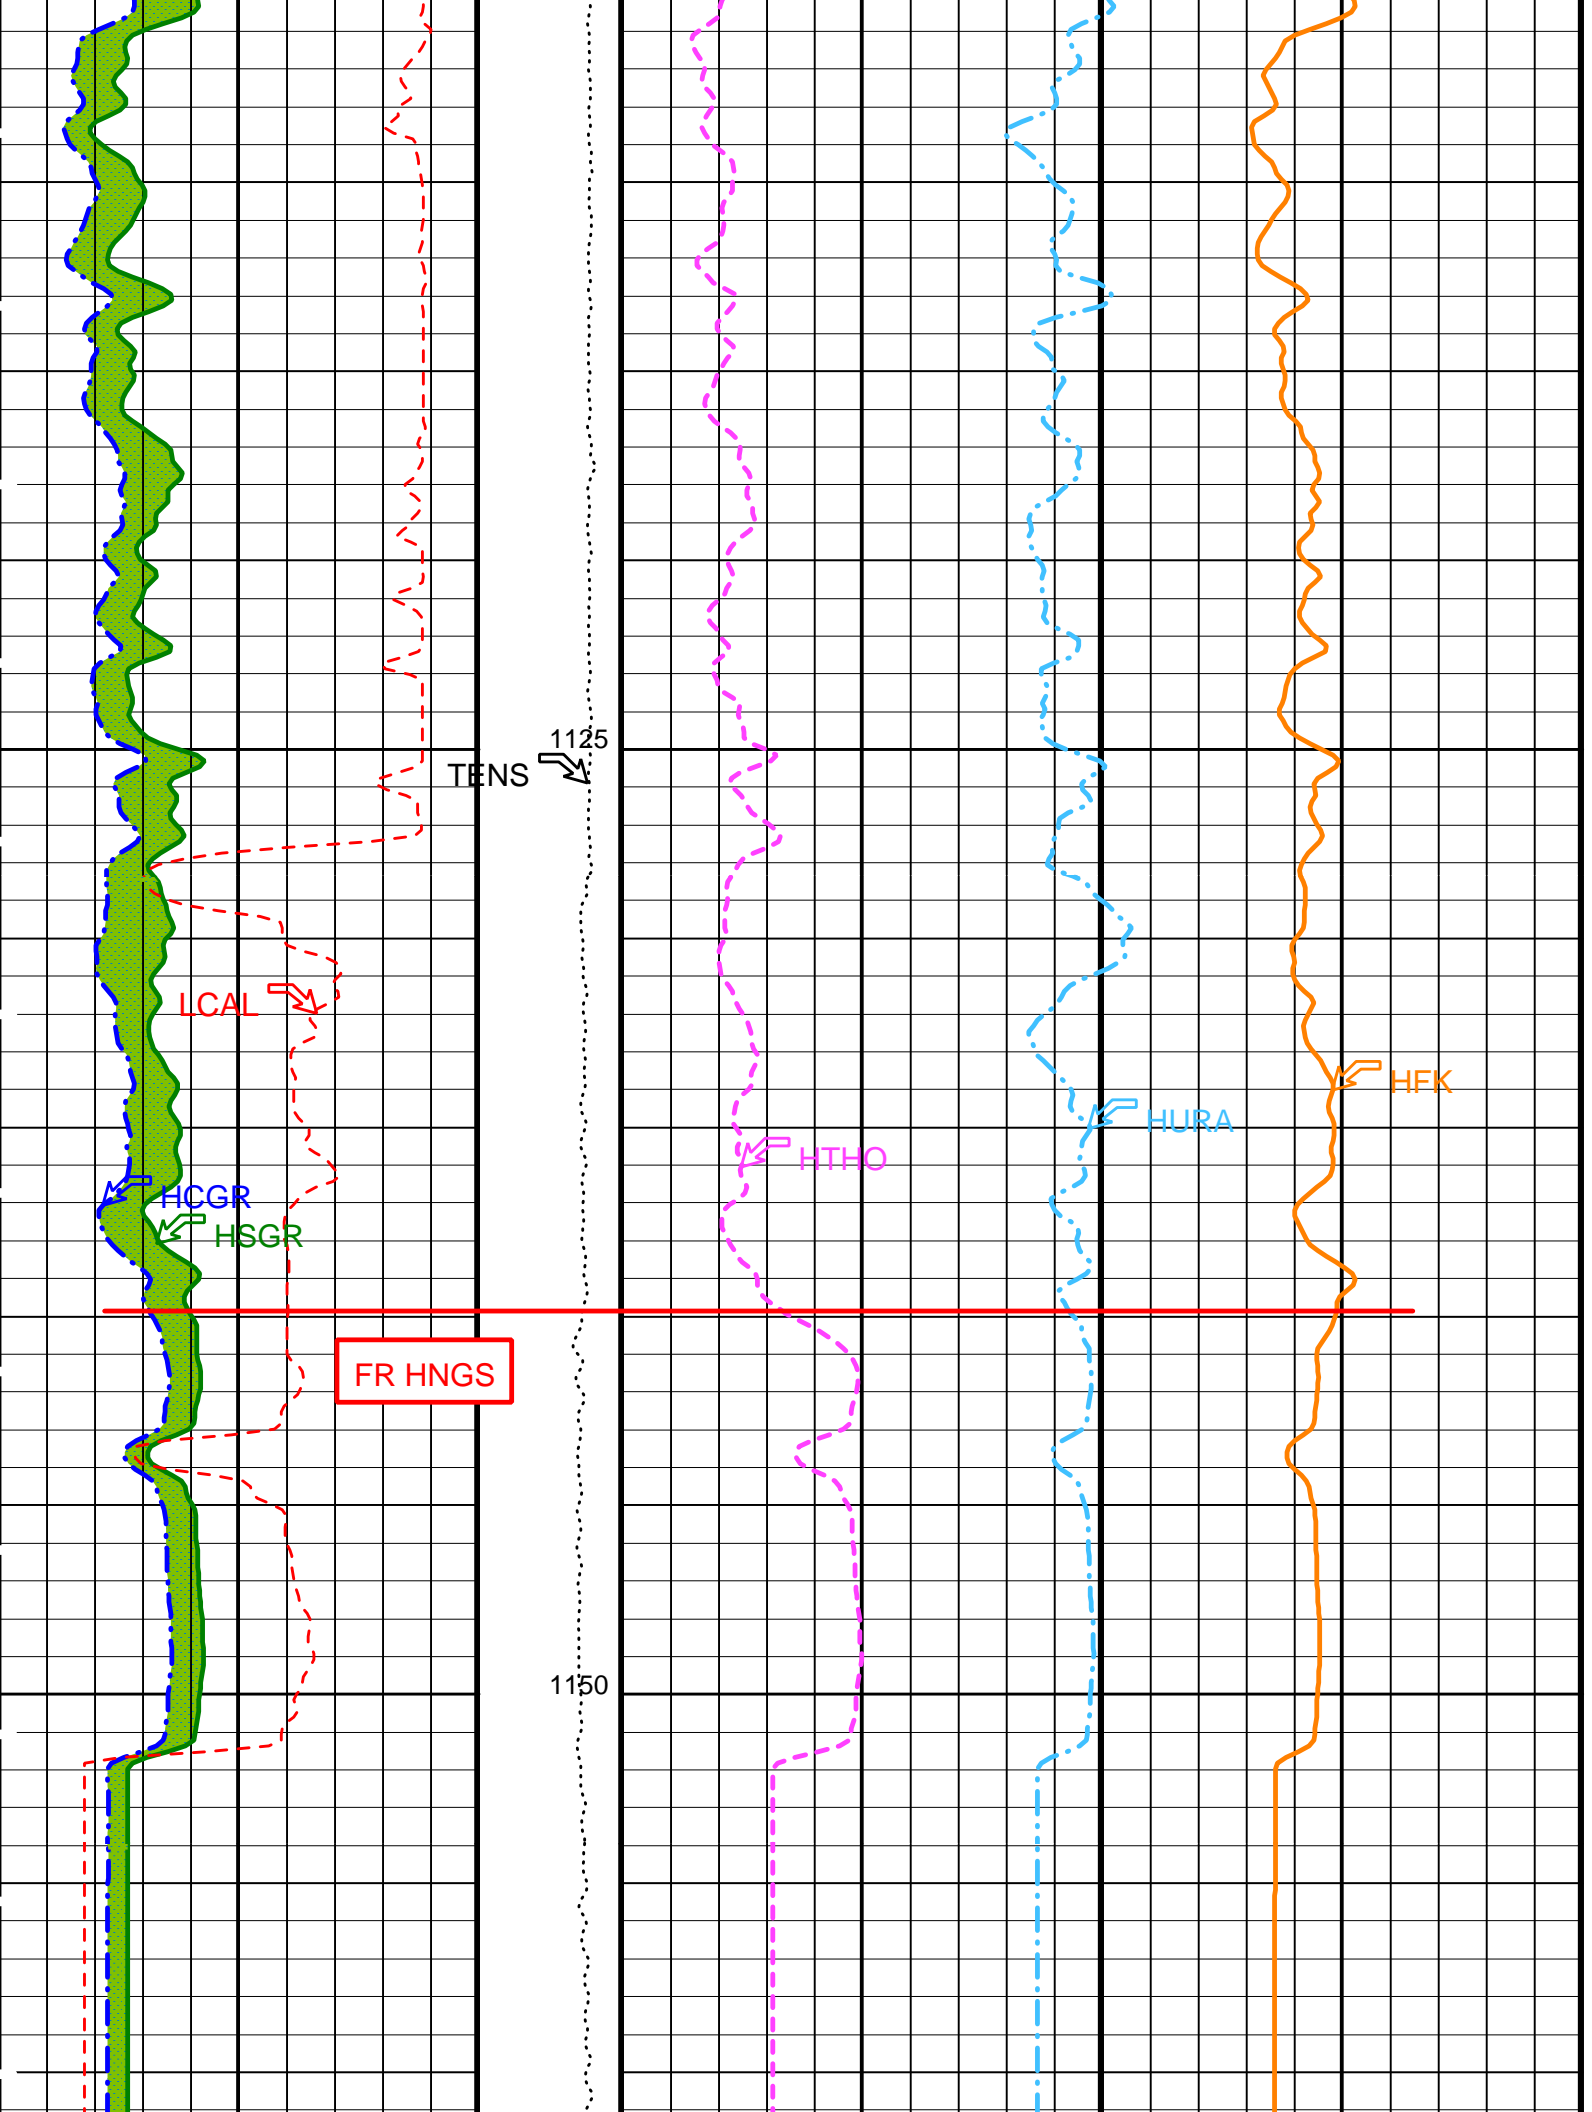 1125
TENS
LCAL
HFK
HURA
HTHO
HCGR
HSGR
FR HNGS
1150